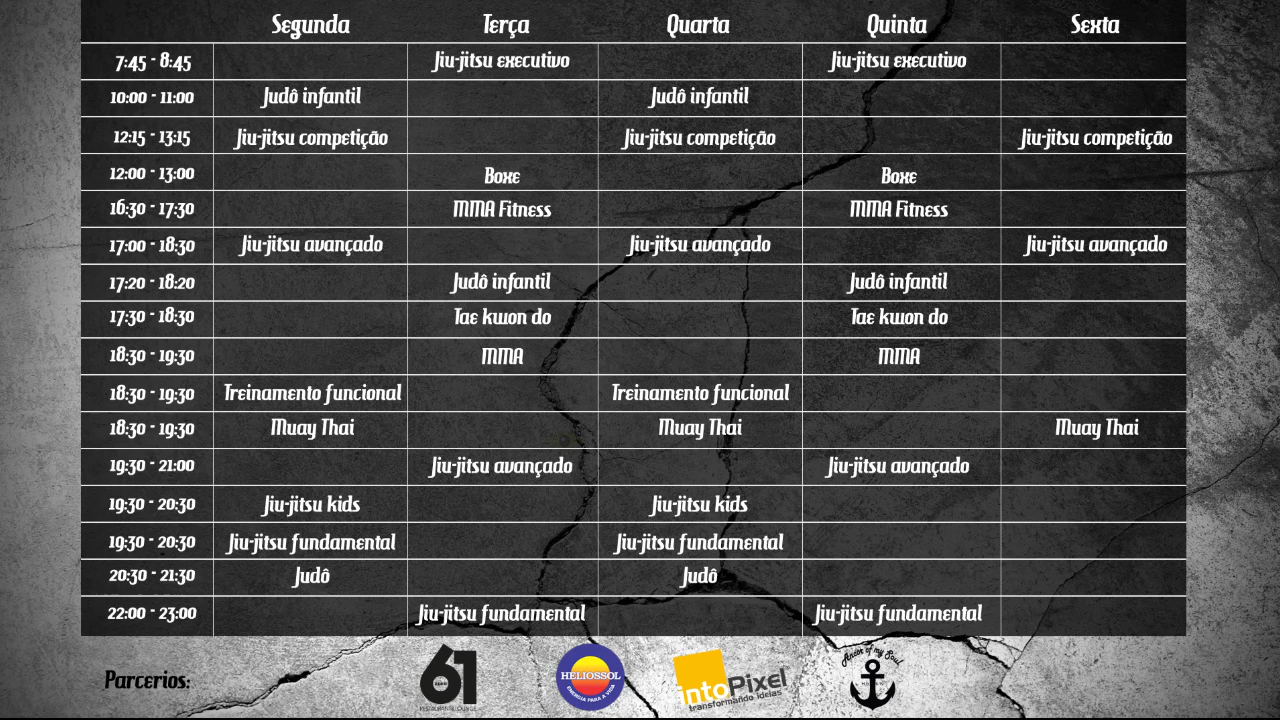 Segunda Terça Quarta Quinta Sexta
7:45 - 8:45 Jiu-jitsu executivo Jiu-jitsu executivo
10:00 - 11:00 Judô infantil Judô infantil
12:15 - 13:15 Jiu-jitsu competição Jiu-jitsu competição Jiu-jitsu competição
12:00 - 13:00 Boxe Boxe
16:30 - 17:30 MMA Fitness MMA Fitness
17:00 - 18:30 Jiu-jitsu avançado Jiu-jitsu avançado Jiu-jitsu avançado
17:20 - 18:20 Judô infantil Judô infantil
17:30 - 18:30 Tae kwon do Tae kwon do
18:30 - 19:30 MMA MMA
18:30 - 19:30 Treinamento funcional Treinamento funcional
18:30 - 19:30 Muay Thai Muay Thai Muay Thai
19:30 - 21:00 Jiu-jitsu avançado Jiu-jitsu avançado
19:30 - 20:30 Jiu-jitsu kids Jiu-jitsu kids
19:30 - 20:30 Jiu-jitsu fundamental Jiu-jitsu fundamental
20:30 - 21:30 Judô Judô
22:00 - 23:00 Jiu-jitsu fundamental Jiu-jitsu fundamental
Parcerios:
61
HELIOSSOL
ENERGIA PARA A VIDA
intoPixel
transformando ideias
Ancor of my Soul